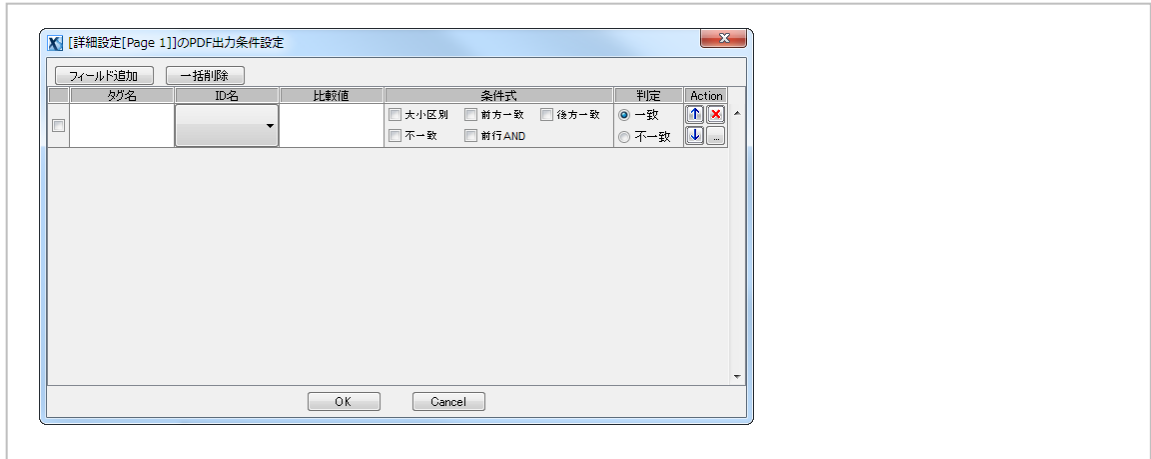 [詳細設定[Page 1]]のPDF出力条件設定
フィールド追加 一括削除
タグ名 ID名 比較値 条件式 判定 Action
大小区別 前方一致 後方一致 一致
不一致 前行AND 不一致 ...
OK Cancel